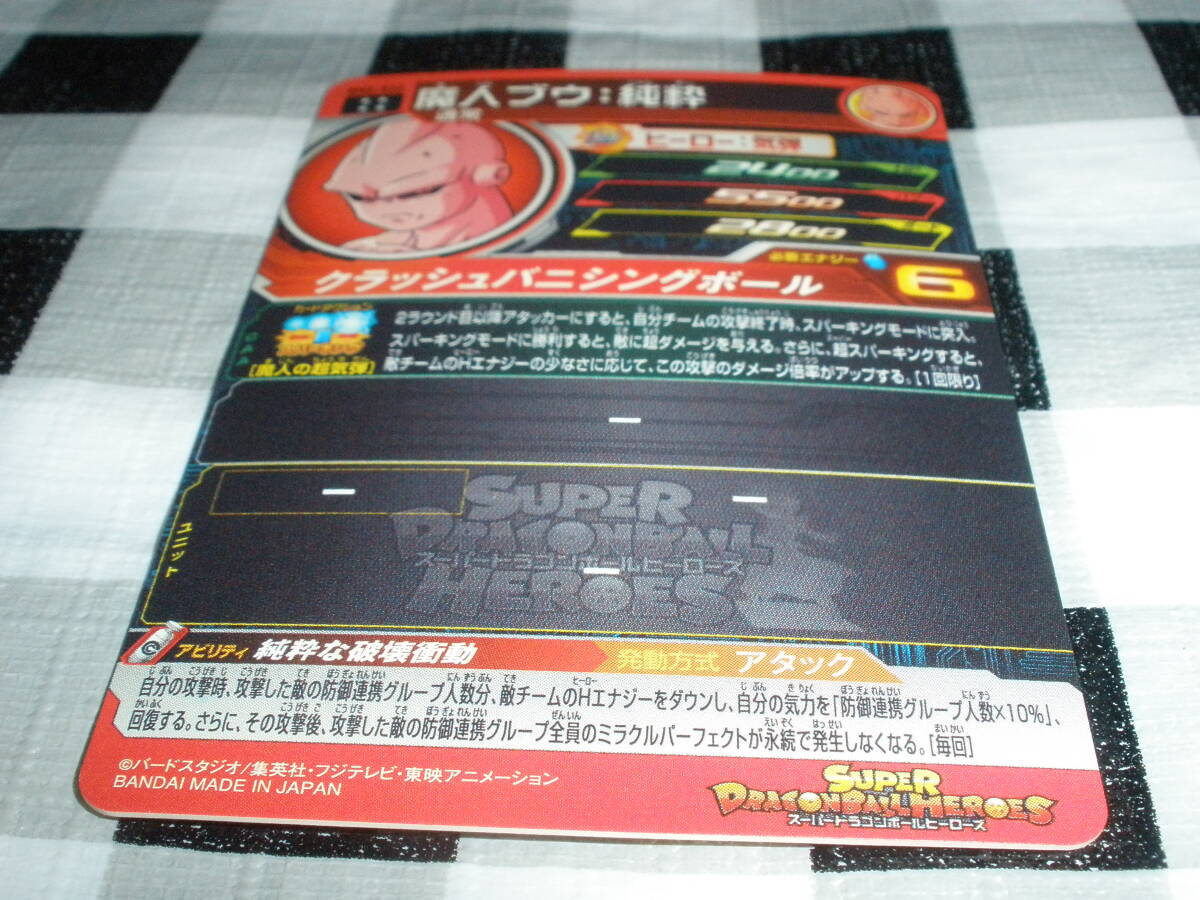 魔人ブウ:純粋
ヒーロー:気弾
2400
5500
2800
必要エナジー 6
クラッシュバニシングボール
[魔人の超気弾]
2ラウンド目以降アタッカーにすると、自分チームの攻撃終了時、スパーキングモードに突入。
スパーキングモードに勝利すると、敵に超ダメージを与える。さらに、超スパーキングすると、
敵チームのHエナジーの少なさに応じて、この攻撃のダメージ倍率がアップする。[1回限り]
ー
ユニット
ー ー
ー
SUPER
DRAGONBALL
スーパードラゴンボールヒーローズ
HEROES
アビリティ 純粋な破壊衝動 発動方式 アタック
自分の攻撃時、攻撃した敵の防御連携グループ人数分、敵チームのHエナジーをダウンし、自分の気力を「防御連携グループ人数×10%」、
回復する。さらに、その攻撃後、攻撃した敵の防御連携グループ全員のミラクルパーフェクトが永続で発生しなくなる。[毎回]
©バードスタジオ/集英社・フジテレビ・東映アニメーション
BANDAI MADE IN JAPAN
SUPER
DRAGONBALL HEROES
スーパードラゴンボールヒーローズ